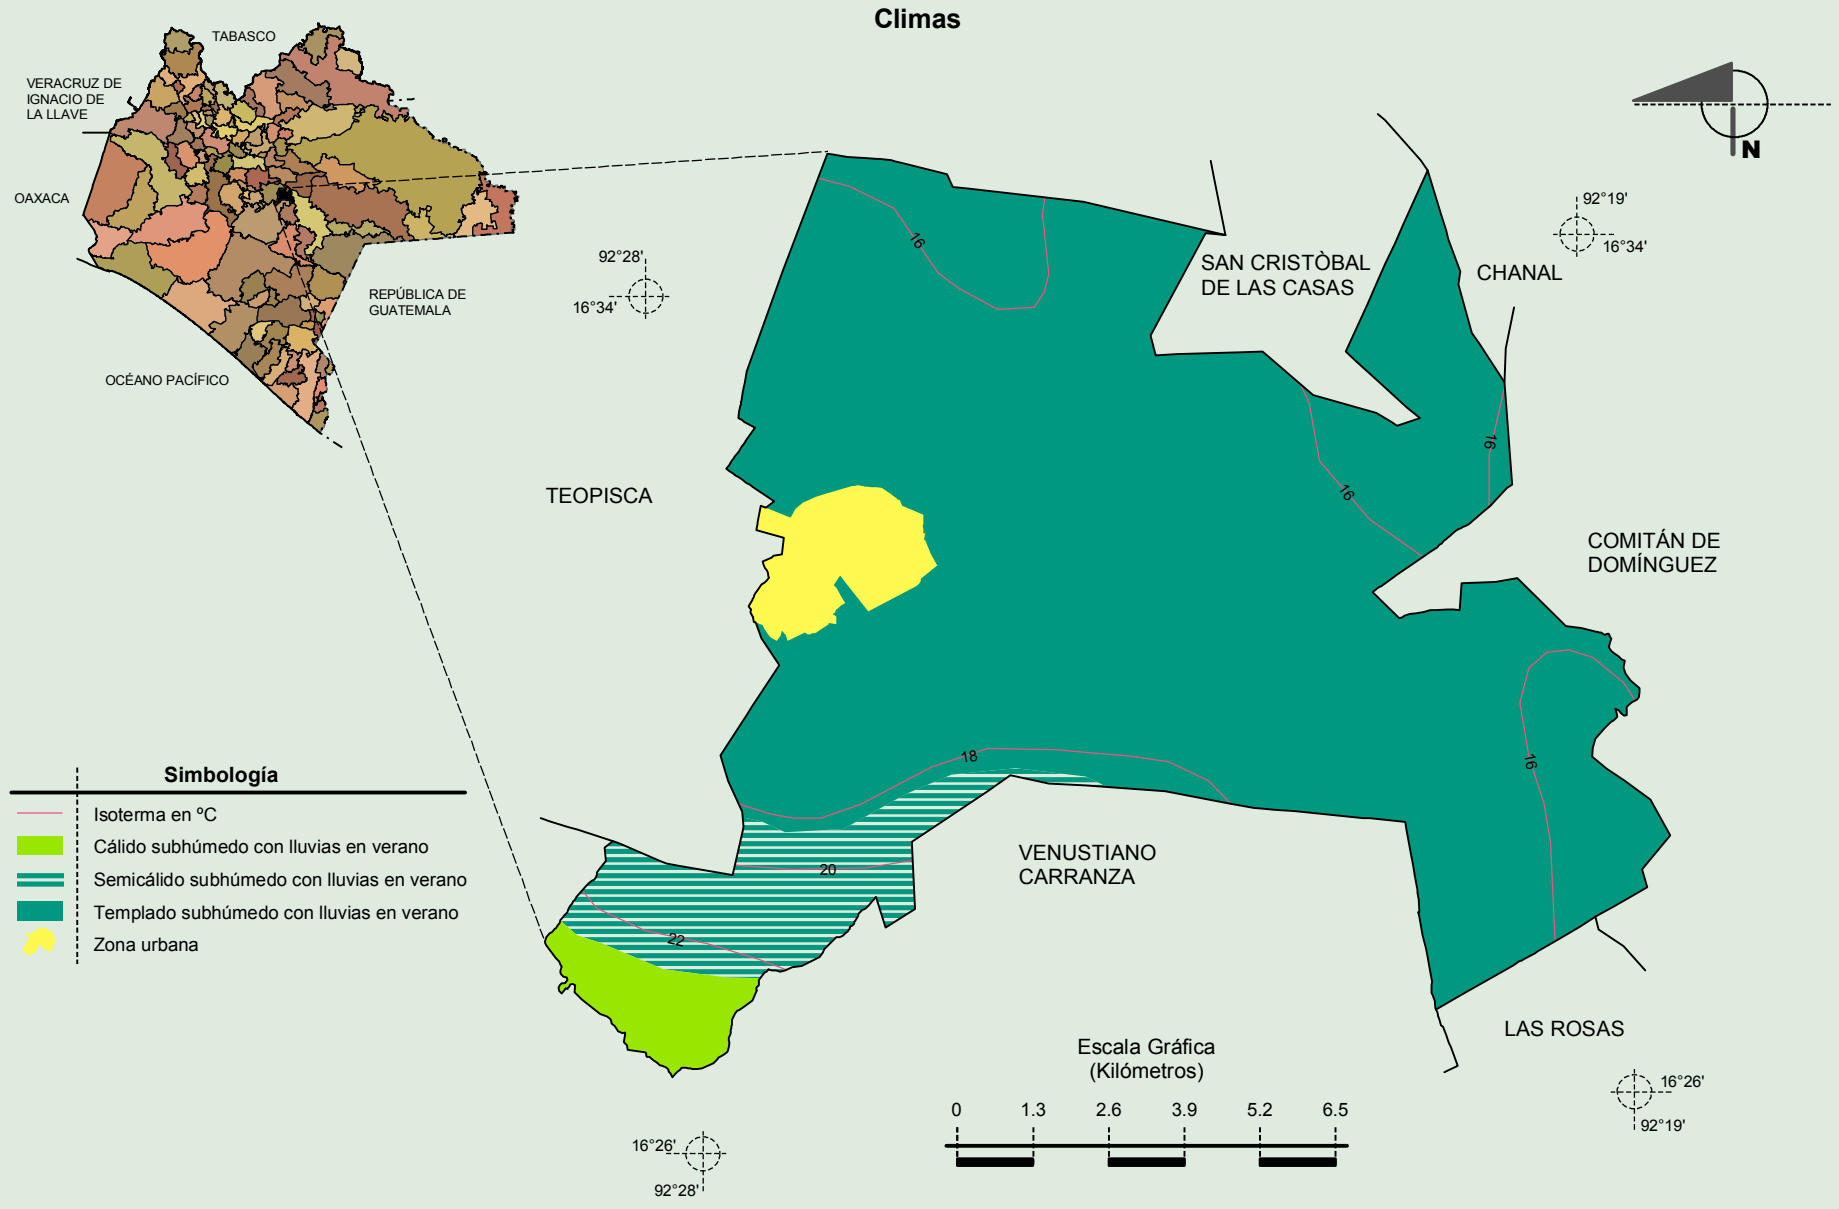 Climas
TABASCO
VERACRUZ DE
IGNACIO DE
LA LLAVE
OAXACA
REPÚBLICA DE
GUATEMALA
OCÉANO PACÍFICO
N
92°19'
16°34'
92°28'
16°34'
SAN CRISTÒBAL
DE LAS CASAS
CHANAL
16
16
16
TEOPISCA
COMITÁN DE
DOMÍNGUEZ
18
16
20
22
VENUSTIANO
CARRANZA
LAS ROSAS
Simbología
Isoterma en ºC
Cálido subhúmedo con lluvias en verano
Semicálido subhúmedo con lluvias en verano
Templado subhúmedo con lluvias en verano
Zona urbana
Escala Gráfica
(Kilómetros)
0 1.3 2.6 3.9 5.2 6.5
16°26'
92°28'
16°26'
92°19'